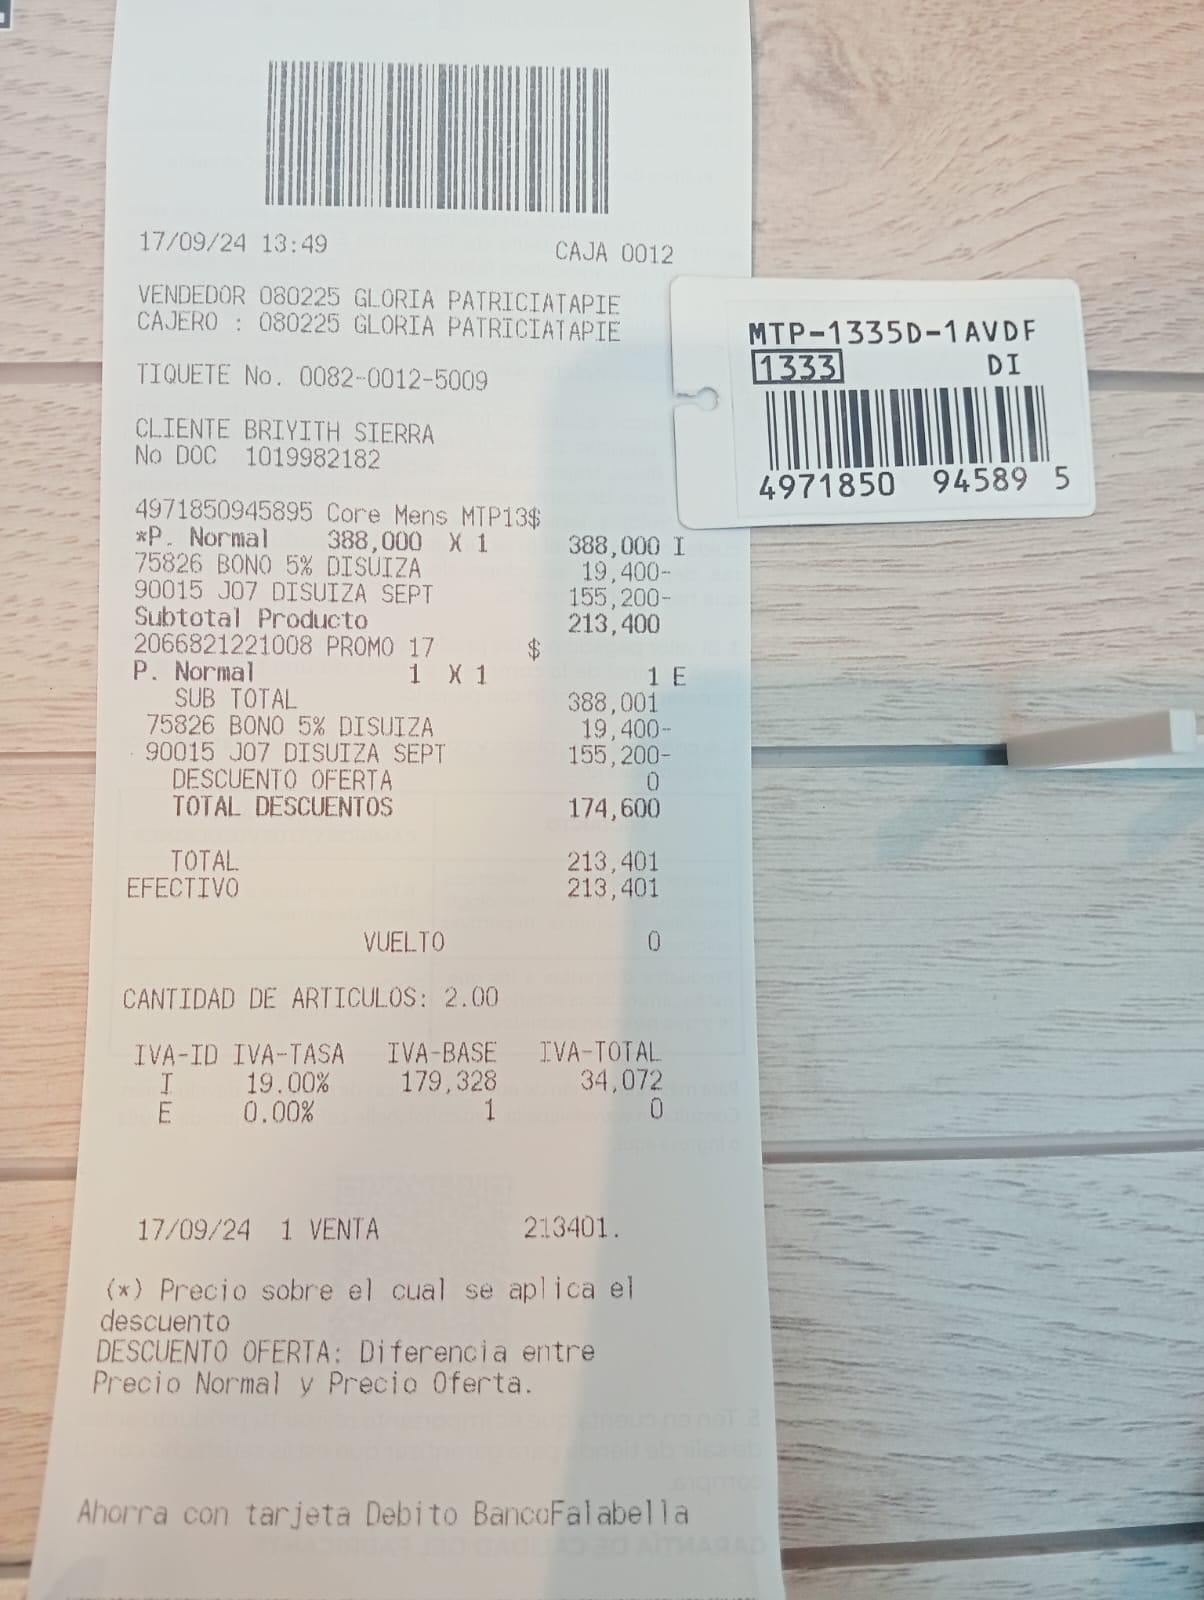 17/09/24 13:49 CAJA 0012
VENDEDOR 080225 GLORIA PATRICIATAPIE
CAJERO : 080225 GLORIA PATRICIATAPIE
TIQUETE No. 0082-0012-5009
CLIENTE BRIYITH SIERRA
No DOC 1019982182
4971850945895 Core Mens MTP13$
*P. Normal 388,000 X 1 388,000 I
75826 BONO 5% DISUIZA 19,400-
90015 J07 DISUIZA SEPT 155,200-
Subtotal Producto 213,400
2066821221008 PROMO 17 $
P. Normal 1 X 1 1 E
SUB TOTAL 388,001
75826 BONO 5% DISUIZA 19,400-
90015 J07 DISUIZA SEPT 155,200-
DESCUENTO OFERTA 0
TOTAL DESCUENTOS 174,600
TOTAL 213,401
EFECTIVO 213,401
VUELTO 0
CANTIDAD DE ARTICULOS: 2.00
IVA-ID IVA-TASA IVA-BASE IVA-TOTAL
I 19.00% 179,328 34,072
E 0.00% 1 0
17/09/24 1 VENTA 213401.
(*) Precio sobre el cual se aplica el
descuento
DESCUENTO OFERTA: Diferencia entre
Precio Normal y Precio Oferta.
Ahorra con tarjeta Debito BancoFalabella
MTP-1335D-1AVDF
1333 DI
4971850 94589 5